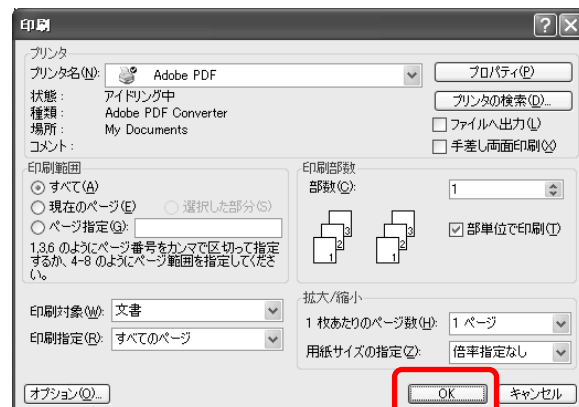 印刷
プリンタ
プリンタ名(N): Adobe PDF プロパティ(P)
状態： アイドリング中 プリンタの検索(D)...
種類： Adobe PDF Converter
場所： My Documents ファイルへ出力(L)
コメント： 手差し両面印刷(X)
印刷範囲 印刷部数
すべて(A) 部数(C): 1
現在のページ(E) 選択した部分(S)
ページ指定(G): 部単位で印刷(T)
1,3,6 のようにページ番号をカンマで区切って指定
するか、4-8 のようにページ範囲を指定してくださ
い。
1 2 3 1 2 3
拡大/縮小
印刷対象(W): 文書 1 枚あたりのページ数(H): 1 ページ
印刷指定(R): すべてのページ 用紙サイズの指定(Z): 倍率指定なし
オプション(O)... OK キャンセル